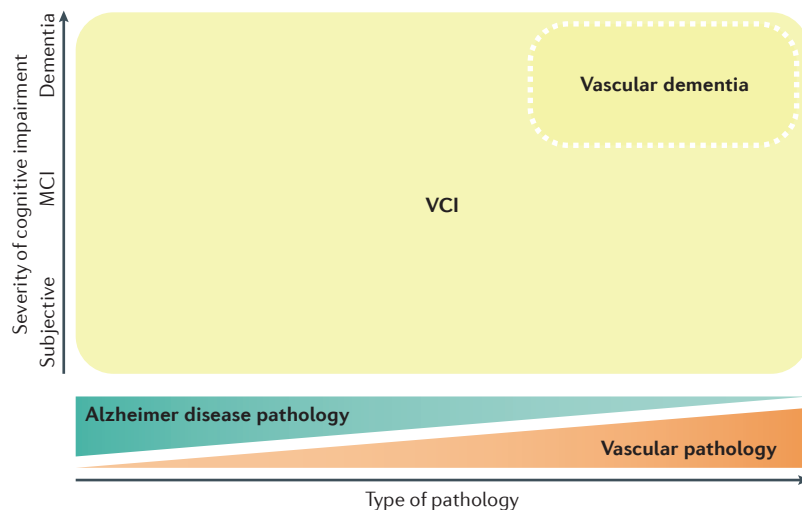 Severity of cognitive impairment
Dementia
MCI
Subjective
Vascular dementia
VCI
Alzheimer disease pathology
Vascular pathology
Type of pathology